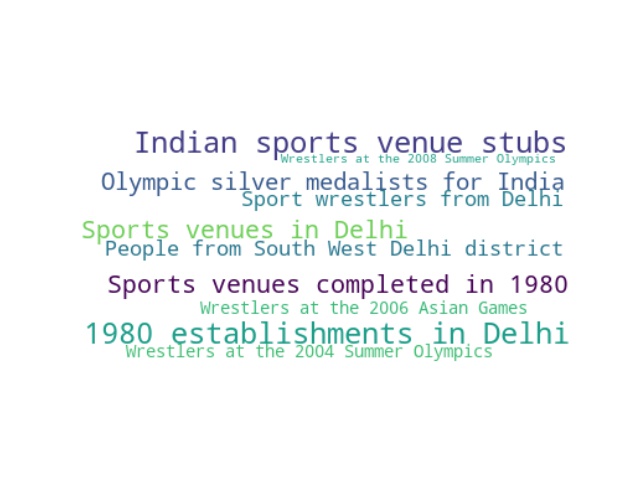 Indian sports venue stubs
Wrestlers at the 2008 Summer Olympics
Olympic silver medalists for India
Sport wrestlers from Delhi
Sports venues in Delhi
People from South West Delhi district
Sports venues completed in 1980
Wrestlers at the 2006 Asian Games
1980 establishments in Delhi
Wrestlers at the 2004 Summer Olympics